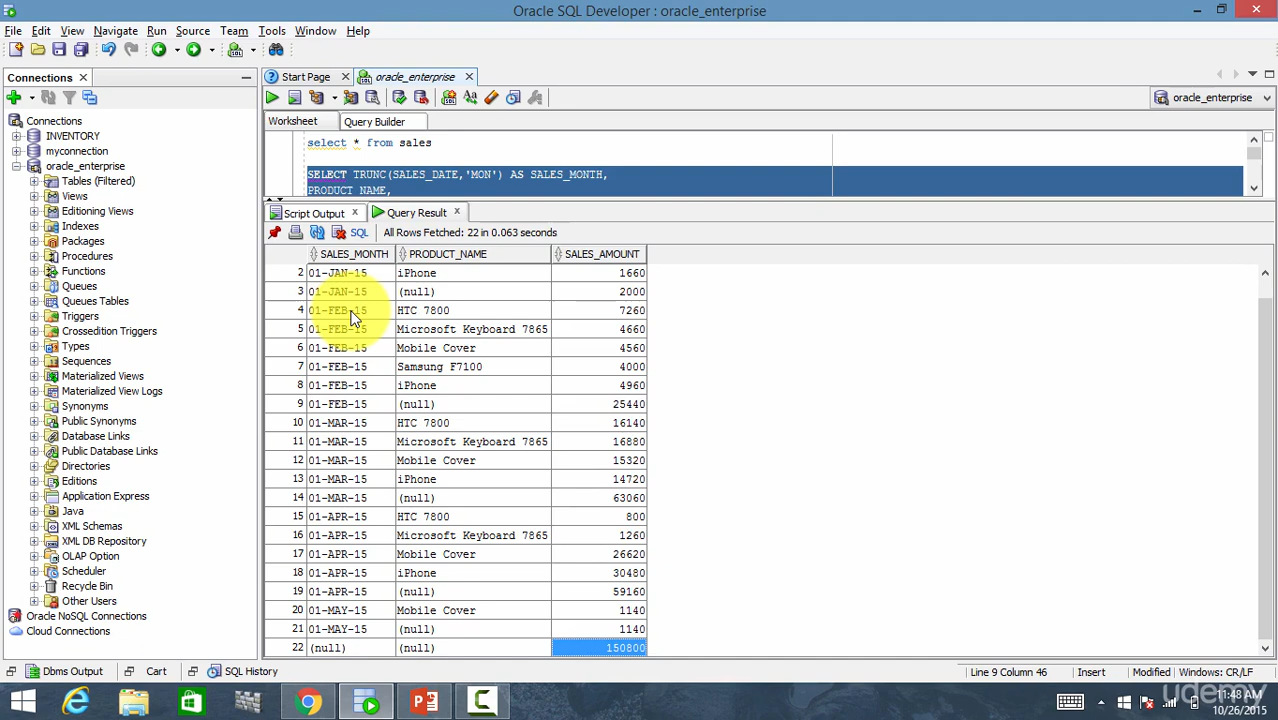 Oracle SQL Developer : oracle_enterprise
File Edit View Navigate Run Source Team Tools Window Help
Connections
Start Page
oracle_enterprise
oracle_enterprise
Worksheet Query Builder
select * from sales
SELECT TRUNC(SALES_DATE,'MON') AS SALES_MONTH,
PRODUCT_NAME,
Connections
INVENTORY
myconnection
oracle_enterprise
Tables (Filtered)
Views
Editioning Views
Indexes
Packages
Procedures
Functions
Queues
Queues Tables
Triggers
Crossedition Triggers
Types
Sequences
Materialized Views
Materialized View Logs
Synonyms
Public Synonyms
Database Links
Public Database Links
Directories
Editions
Application Express
Java
XML Schemas
XML DB Repository
OLAP Option
Scheduler
Recycle Bin
Other Users
Oracle NoSQL Connections
Cloud Connections
Script Output Query Result
SQL All Rows Fetched: 22 in 0.063 seconds
SALES_MONTH PRODUCT_NAME SALES_AMOUNT
2 01-JAN-15 iPhone 1660
3 01-JAN-15 (null) 2000
4 01-FEB-15 HTC 7800 7260
5 01-FEB-15 Microsoft Keyboard 7865 4660
6 01-FEB-15 Mobile Cover 4560
7 01-FEB-15 Samsung F7100 4000
8 01-FEB-15 iPhone 4960
9 01-FEB-15 (null) 25440
10 01-MAR-15 HTC 7800 16140
11 01-MAR-15 Microsoft Keyboard 7865 16880
12 01-MAR-15 Mobile Cover 15320
13 01-MAR-15 iPhone 14720
14 01-MAR-15 (null) 63060
15 01-APR-15 HTC 7800 800
16 01-APR-15 Microsoft Keyboard 7865 1260
17 01-APR-15 Mobile Cover 26620
18 01-APR-15 iPhone 30480
19 01-APR-15 (null) 59160
20 01-MAY-15 Mobile Cover 1140
21 01-MAY-15 (null) 1140
22 (null) (null) 150800
Dbms Output Cart SQL History Line 9 Column 46 Insert Modified Windows: CR/LF
udemy
11:48 AM
10/26/2015